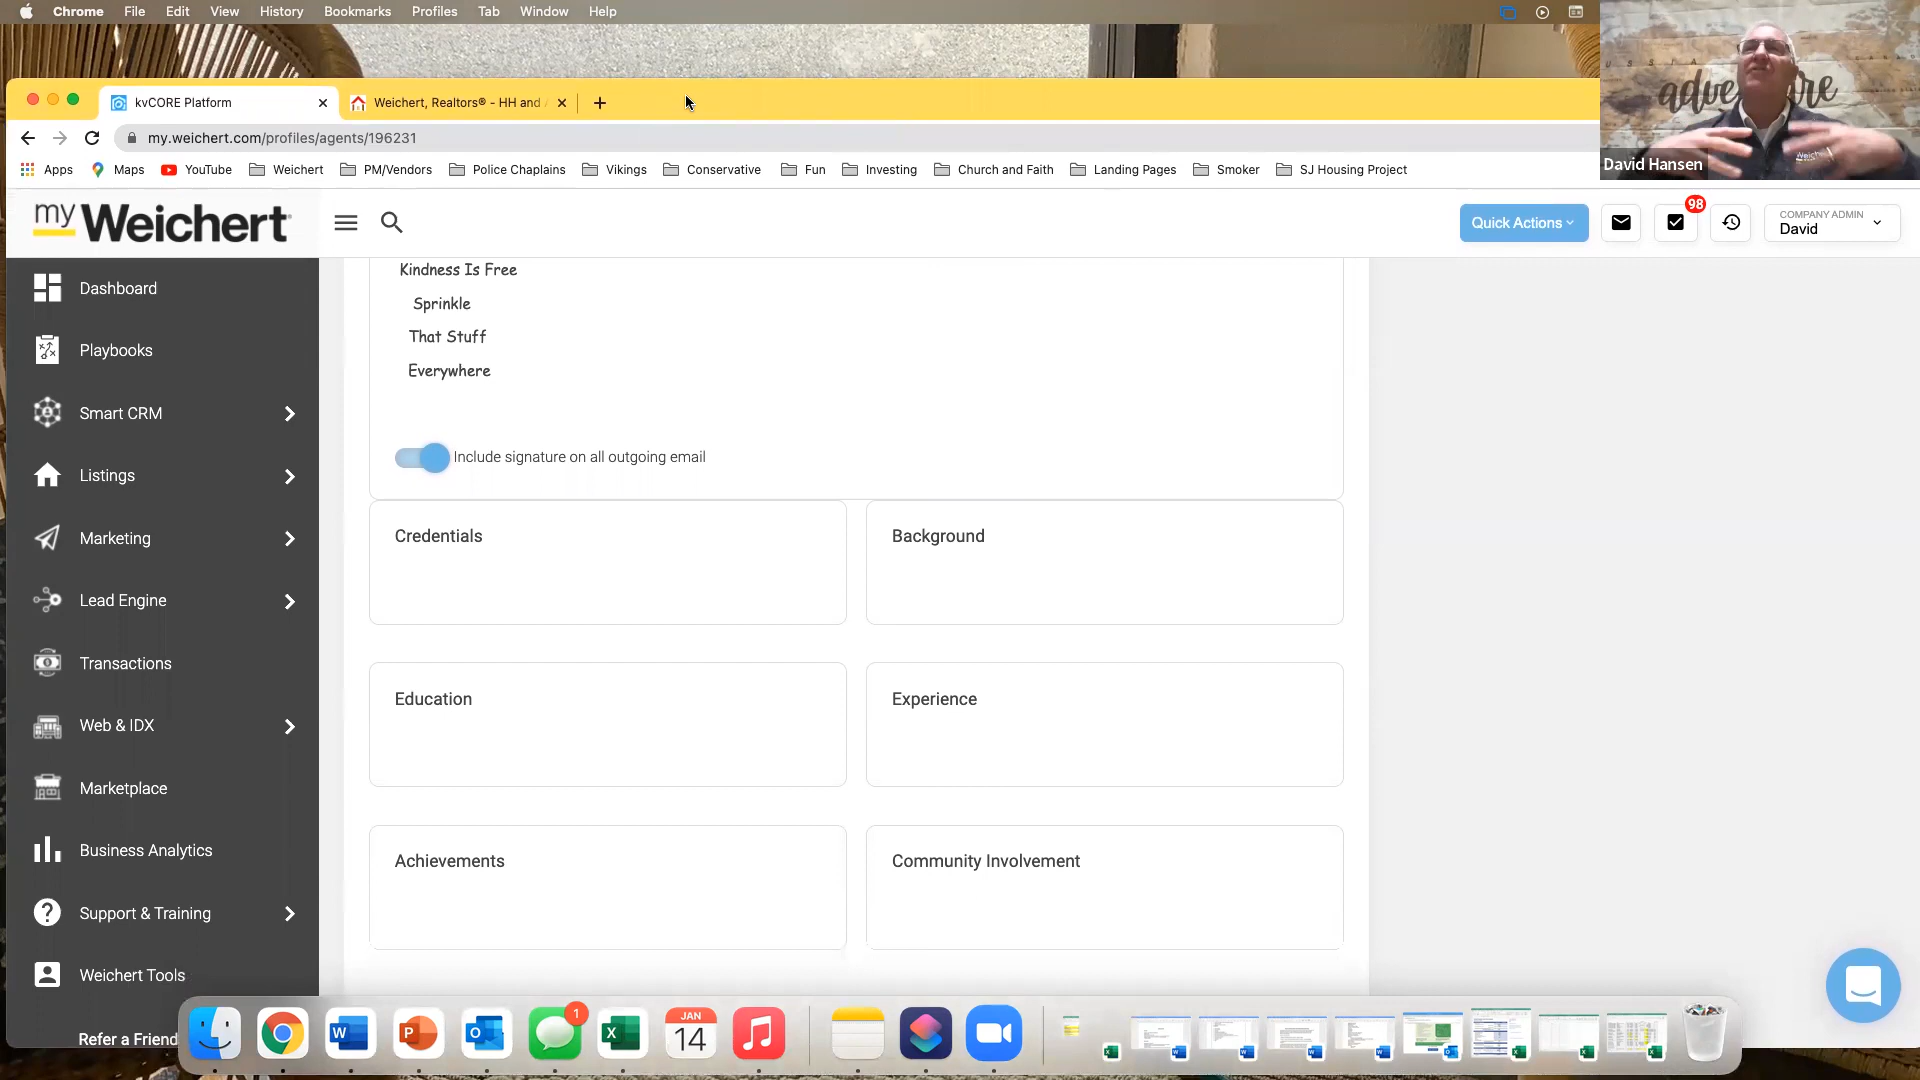 Chrome File Edit View History Bookmarks Profiles Tab Window Help
kvCORE Platform
Weichert, Realtors® - HH and
my.weichert.com/profiles/agents/196231
Apps Maps YouTube Weichert PM/Vendors Police Chaplains Vikings Conservative Fun Investing Church and Faith Landing Pages Smoker SJ Housing Project
David Hansen
my Weichert
Quick Actions
98
COMPANY ADMIN
David
Dashboard
Playbooks
Smart CRM
Listings
Marketing
Lead Engine
Transactions
Web & IDX
Marketplace
Business Analytics
Support & Training
Weichert Tools
Refer a Friend
Kindness Is Free
Sprinkle
That Stuff
Everywhere
Include signature on all outgoing email
Credentials
Background
Education
Experience
Achievements
Community Involvement
1
JAN
14